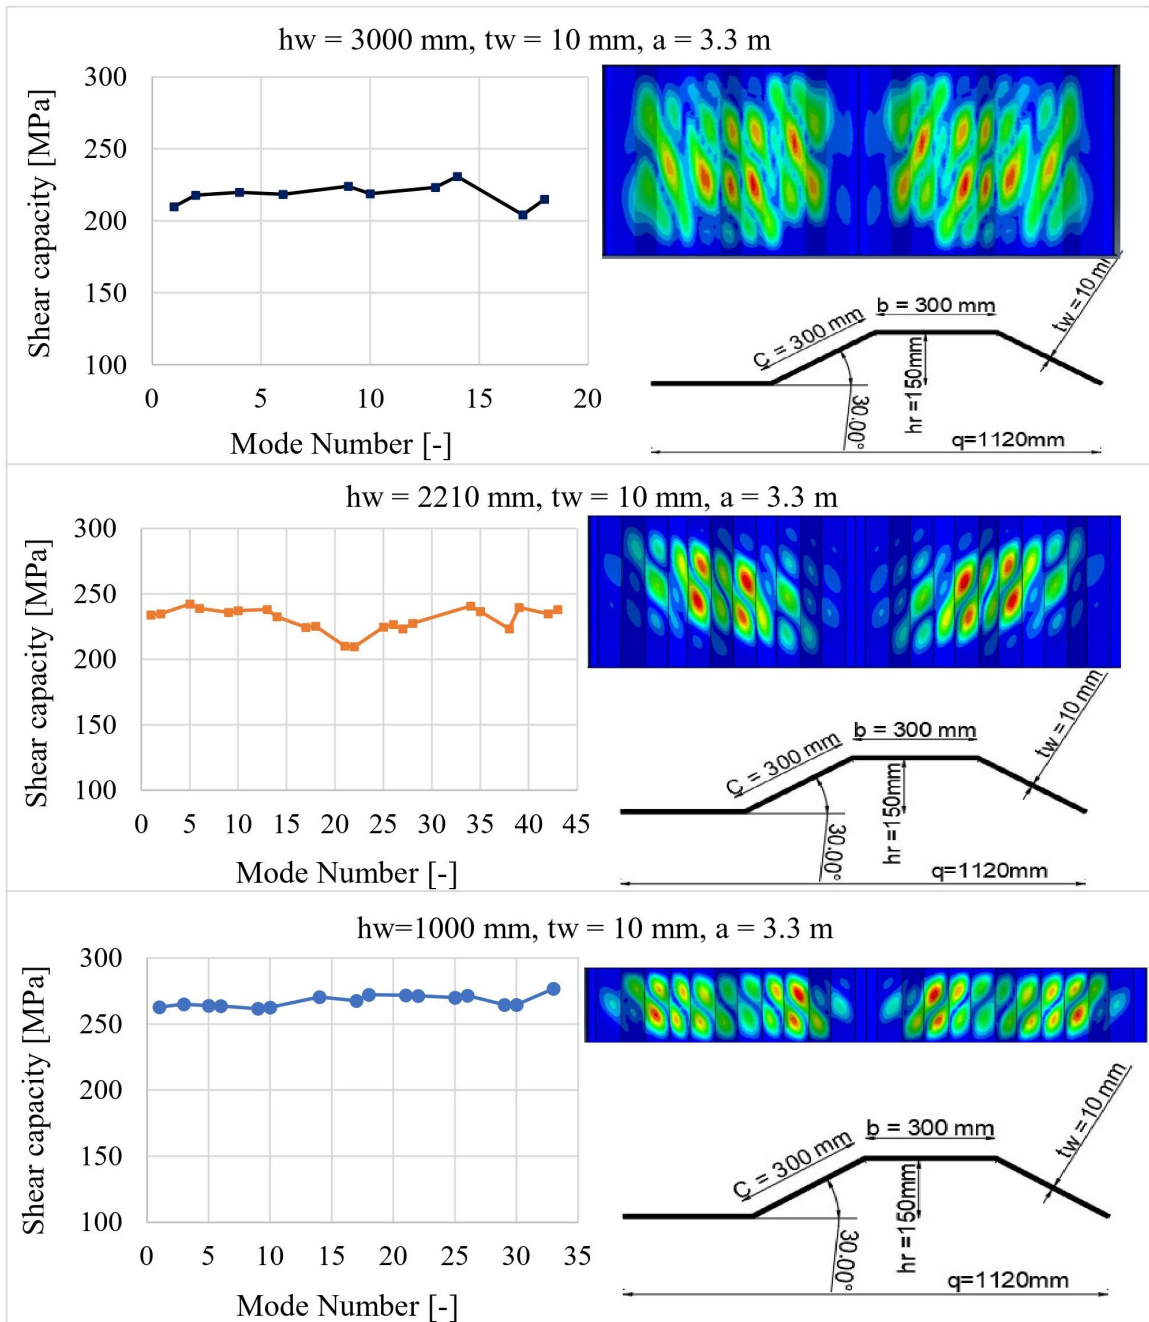 hw = 3000 mm, tw = 10 mm, a = 3.3 m
Shear capacity [MPa]
300
250
200
150
100
0 5 10 15 20
Mode Number [-]
C = 300 mm
b = 300 mm
tw = 10 m
hr =150mm
30.00°
q=1120mm
hw = 2210 mm, tw = 10 mm, a = 3.3 m
Shear capacity [MPa]
300
250
200
150
100
0 5 10 15 20 25 30 35 40 45
Mode Number [-]
C = 300 mm
b = 300 mm
tw = 10 mm
hr =150mm
30.00°
q=1120mm
hw=1000 mm, tw = 10 mm, a = 3.3 m
Shear capacity [MPa]
300
250
200
150
100
0 5 10 15 20 25 30 35
Mode Number [-]
C = 300 mm
b = 300 mm
tw = 10 mm
hr =150mm
30.00°
q=1120mm